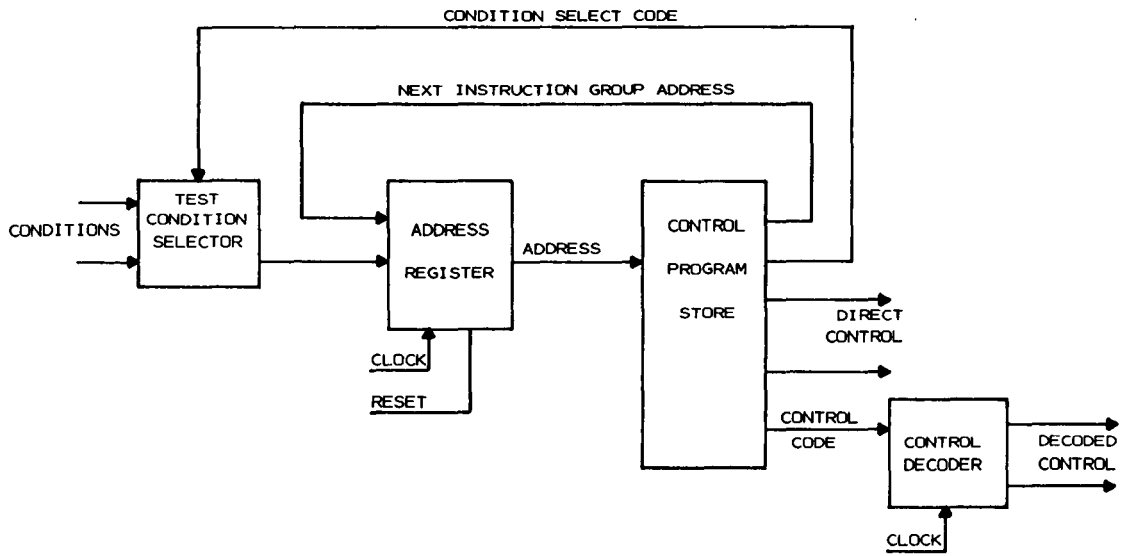 CONDITION SELECT CODE
NEXT INSTRUCTION GROUP ADDRESS
TEST
CONDITION
SELECTOR
CONDITIONS
ADDRESS
REGISTER
ADDRESS
CONTROL
PROGRAM
STORE
DIRECT
CONTROL
CLOCK
RESET
CONTROL
CODE
CONTROL
DECODER
DECODED
CONTROL
CLOCK